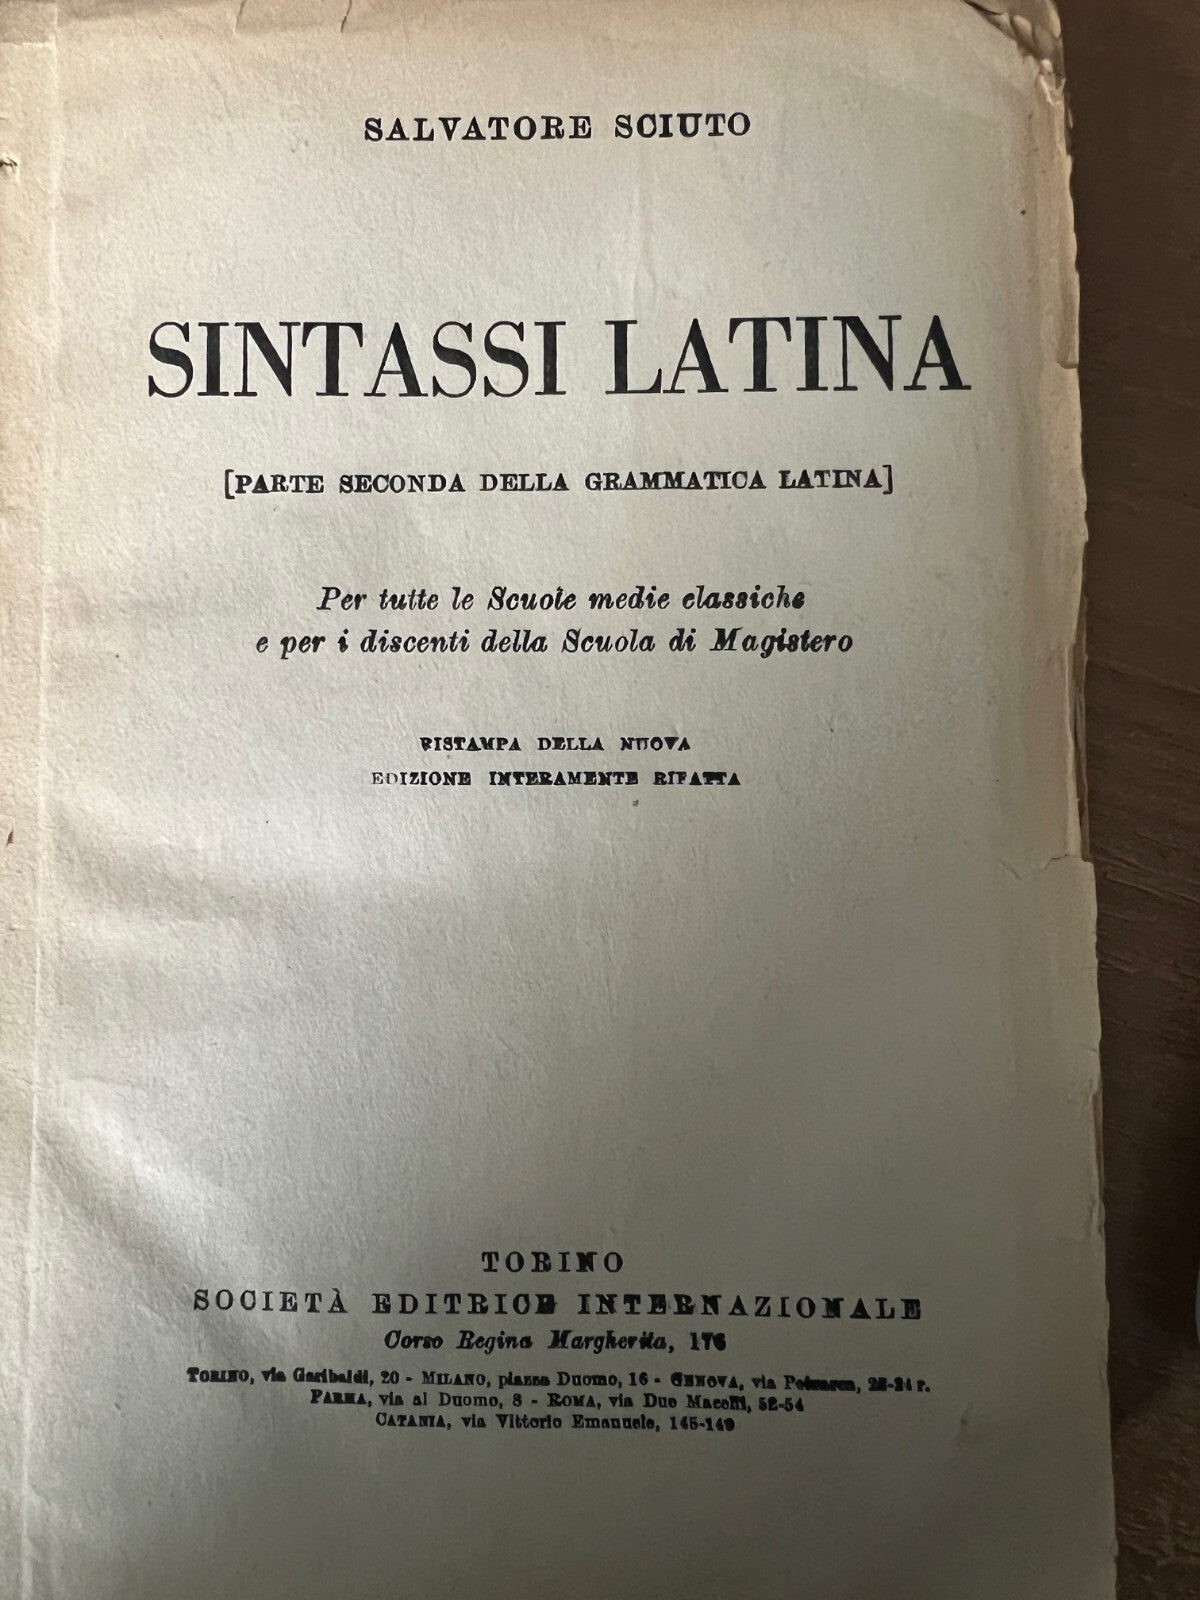 SALVATORE SCIUTO
SINTASSI LATINA
[PARTE SECONDA DELLA GRAMMATICA LATINA]
Per tutte le Scuole medie classiche
e per i discenti della Scuola di Magistero
RISTAMPA DELLA NUOVA
EDIZIONE INTERAMENTE RIFATTA
TORINO
SOCIETÀ EDITRICE INTERNAZIONALE
Corso Regina Margherita, 176
TORINO, via Garibaldi, 20 - MILANO, piazza Duomo, 16 - GENOVA, via Petrarca, r.
PARMA, via al Duomo, 8 - ROMA, via Due Macelli, 52-54
CATANIA, via Vittorio Emanuele, 145-149